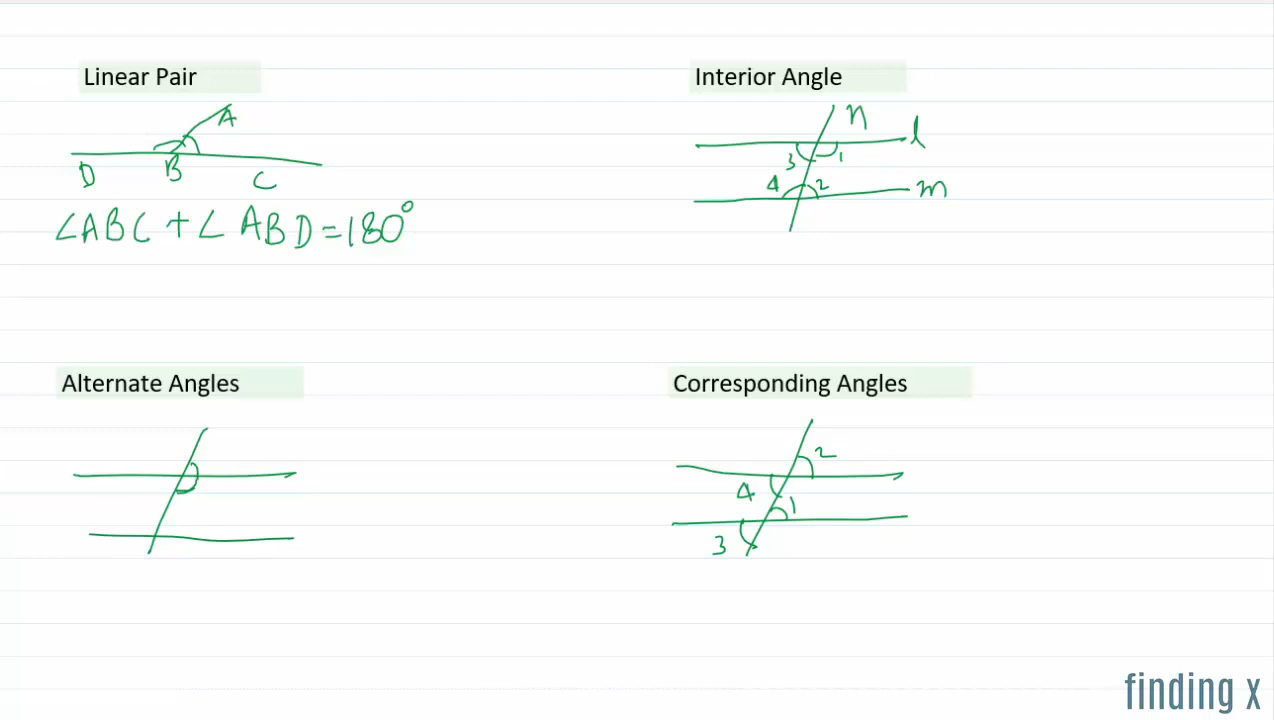 Linear Pair
A
D B C
∠ABC + ∠ABD = 180°
Interior Angle
n
l
3 1
4 2
m
Alternate Angles
Corresponding Angles
2
4 1
3
finding x